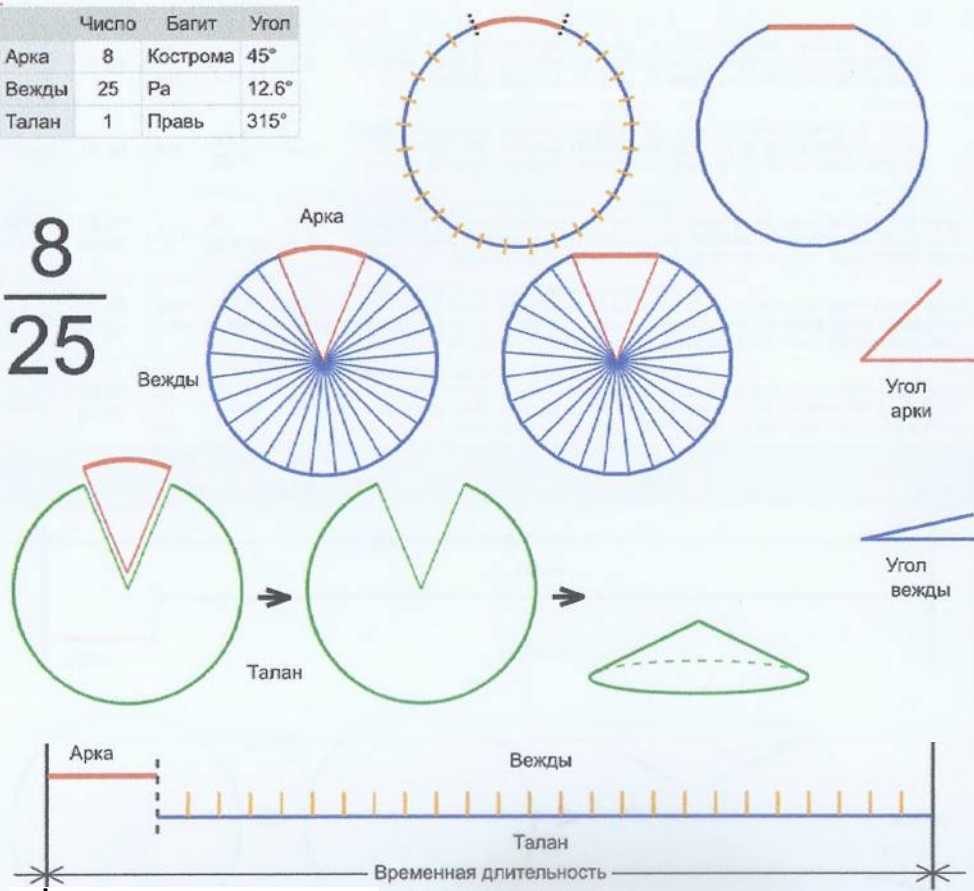 Число Багит Угол
Арка 8 Кострома 45°
Вежды 25 Ра 12.6°
Талан 1 Правь 315°
8
25
Арка
Вежды
Угол
арки
Угол
вежды
Талан
Арка
Вежды
Талан
Временная длительность